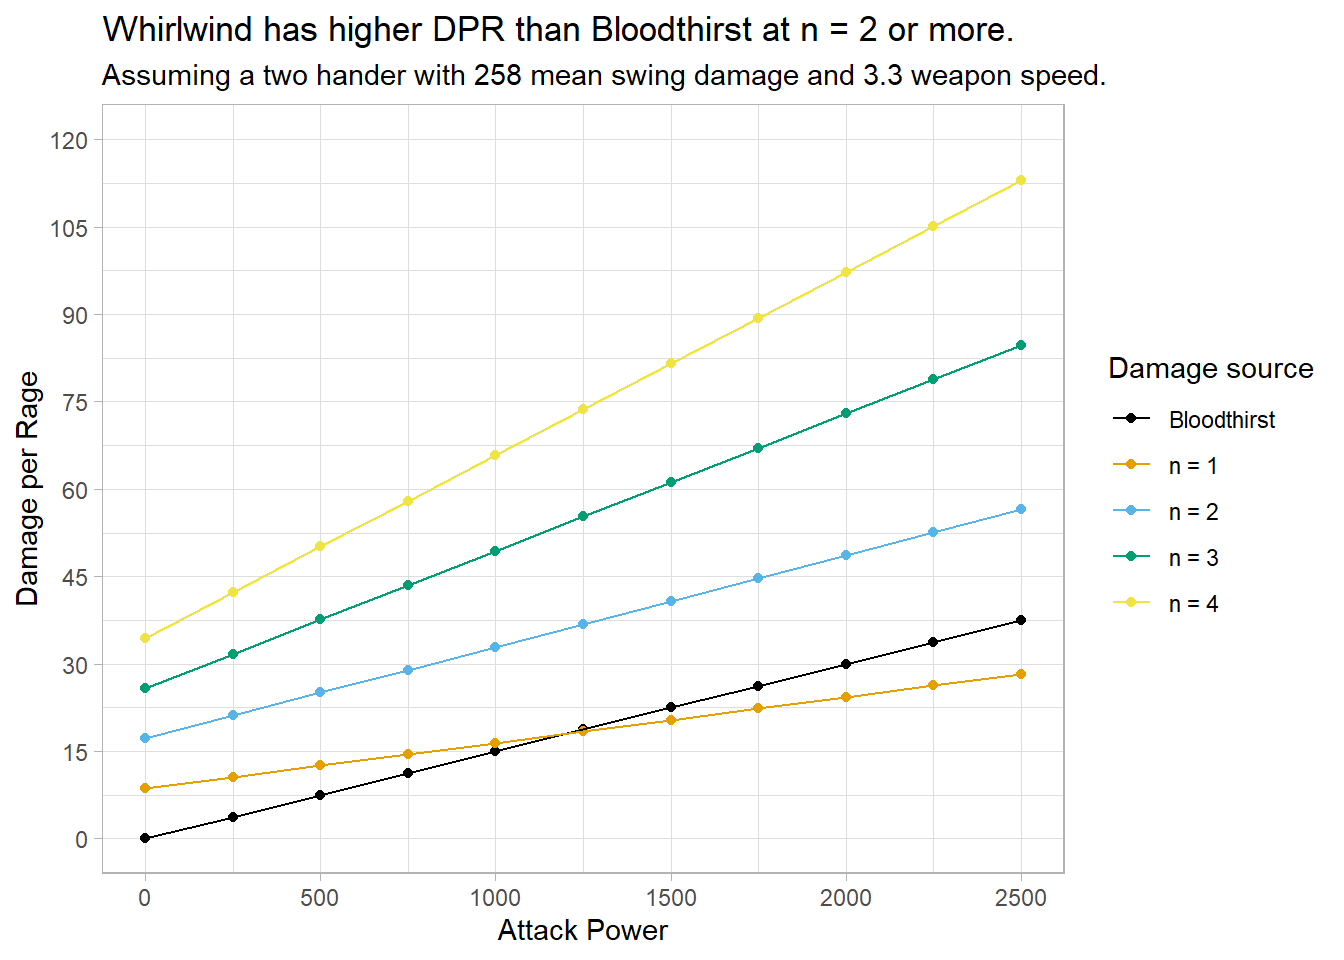 Whirlwind has higher DPR than Bloodthirst at n = 2 or more.
Assuming a two hander with 258 mean swing damage and 3.3 weapon speed.
120
105
90
75
60
45
30
15
0
Damage per Rage
0
500
1000
1500
2000
2500
Attack Power
Damage source
Bloodthirst
n = 1
n = 2
n = 3
n = 4